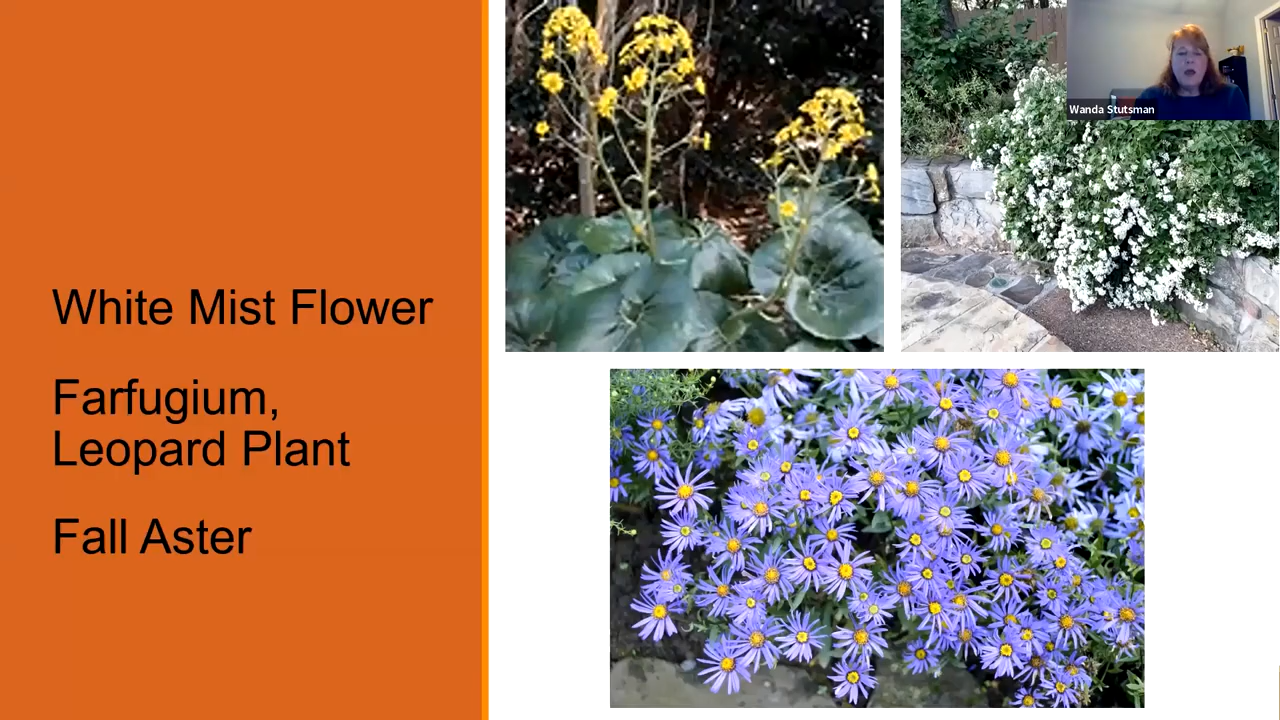 White Mist Flower
Farfugium,
Leopard Plant
Fall Aster
Wanda Stutsman